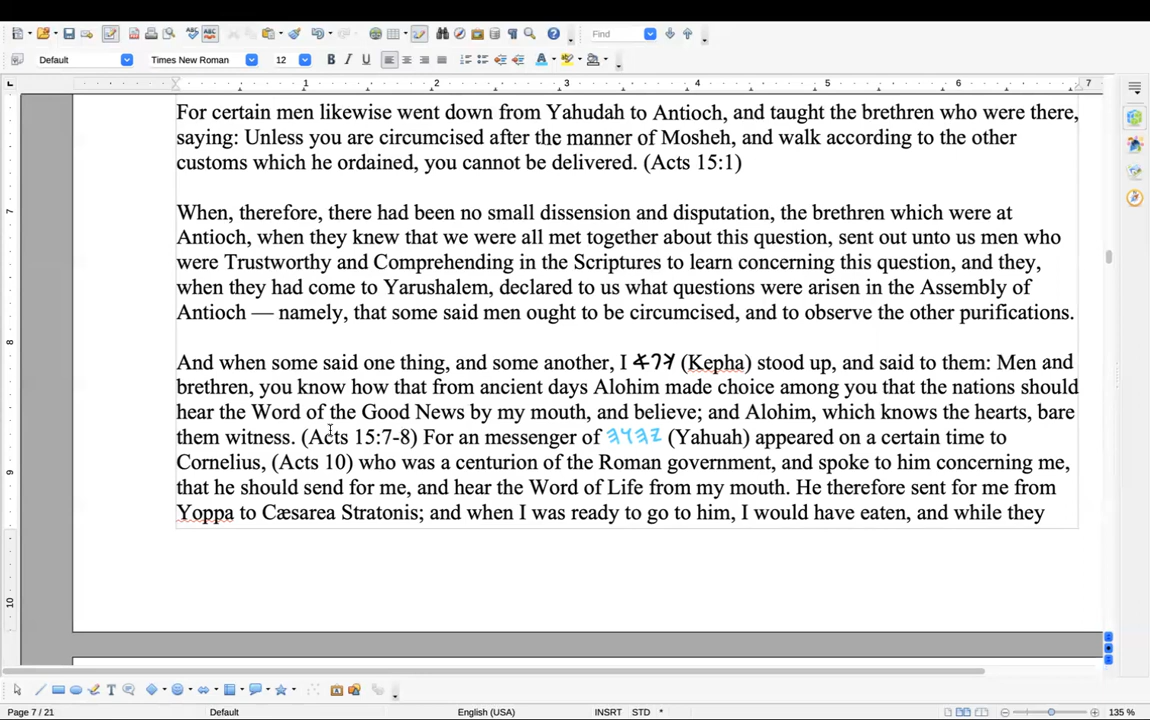 Find
Default
Times New Roman
12
1 2 3 4 5 6 7
For certain men likewise went down from Yahudah to Antioch, and taught the brethren who were there,
saying: Unless you are circumcised after the manner of Mosheh, and walk according to the other
customs which he ordained, you cannot be delivered. (Acts 15:1)
When, therefore, there had been no small dissension and disputation, the brethren which were at
Antioch, when they knew that we were all met together about this question, sent out unto us men who
were Trustworthy and Comprehending in the Scriptures to learn concerning this question, and they,
when they had come to Yarushalem, declared to us what questions were arisen in the Assembly of
Antioch — namely, that some said men ought to be circumcised, and to observe the other purifications.
And when some said one thing, and some another, I (Kepha) stood up, and said to them: Men and
brethren, you know how that from ancient days Alohim made choice among you that the nations should
hear the Word of the Good News by my mouth, and believe; and Alohim, which knows the hearts, bare
them witness. (Acts 15:7-8) For an messenger of 𐤉𐤄𐤅𐤄 (Yahuah) appeared on a certain time to
Cornelius, (Acts 10) who was a centurion of the Roman government, and spoke to him concerning me,
that he should send for me, and hear the Word of Life from my mouth. He therefore sent for me from
Yoppa to Cæsarea Stratonis; and when I was ready to go to him, I would have eaten, and while they
7
8
9
10
Page 7 / 21
Default
English (USA)
INSRT
STD
*
135 %